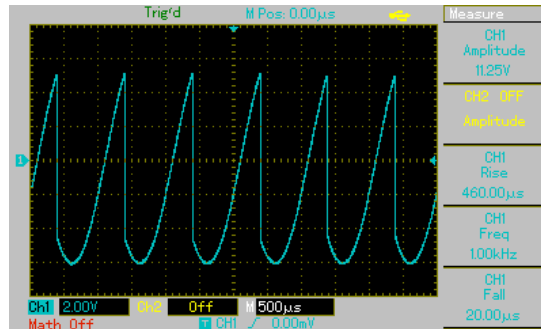 Trig'd M Pos: 0.00µs Measure
CH1
Amplitude
11.25V
CH2 OFF
Amplitude
1
CH1
Rise
460.00µs
CH1
Freq
1.00kHz
CH1
Fall
20.00µs
Ch1 2.00V Ch2 Off M 500µs
Math Off T CH1 0.00mV